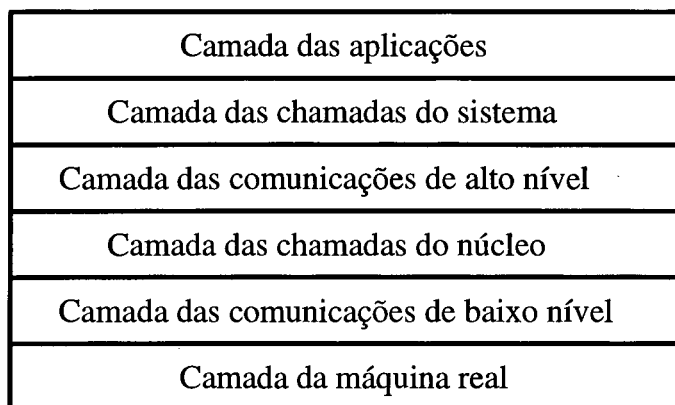 Camada das aplicações
Camada das chamadas do sistema
Camada das comunicações de alto nível
Camada das chamadas do núcleo
Camada das comunicações de baixo nível
Camada da máquina real